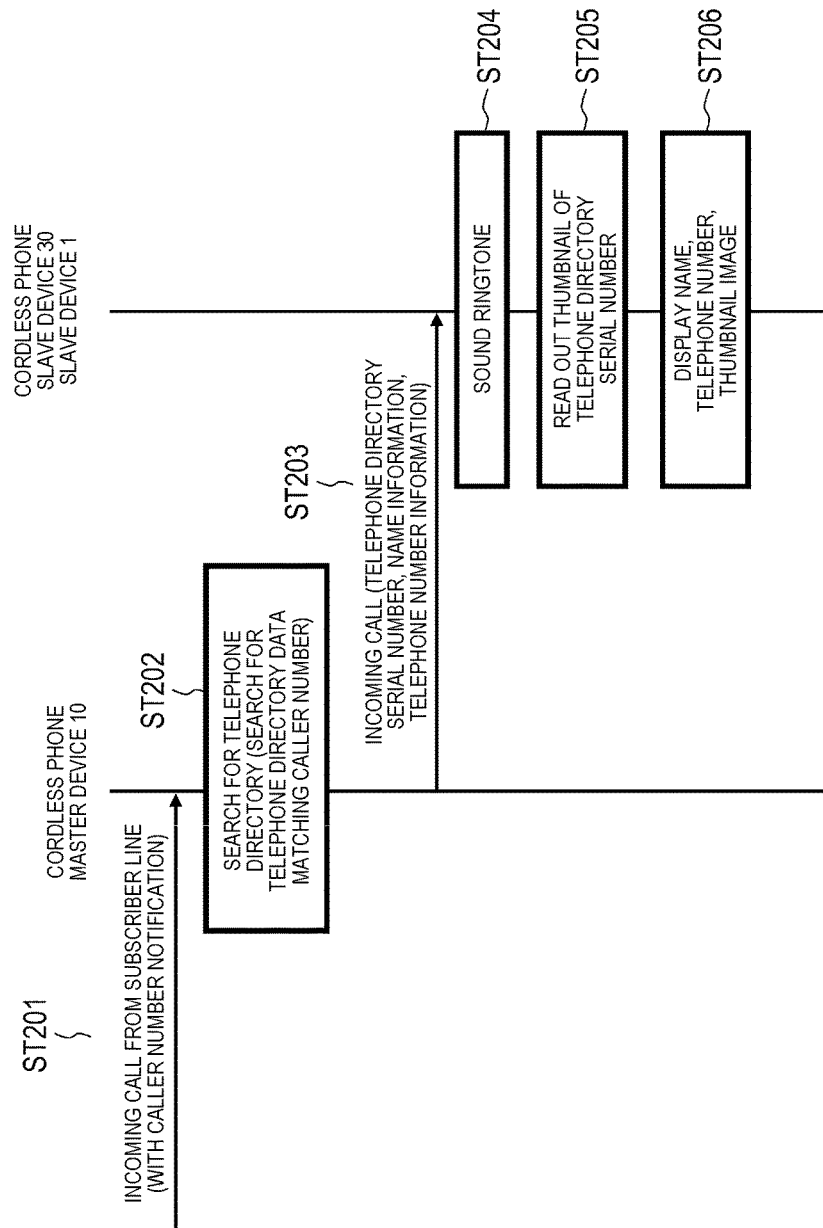 CORDLESS PHONE
MASTER DEVICE 10
CORDLESS PHONE
SLAVE DEVICE 30
SLAVE DEVICE 1
ST201
INCOMING CALL FROM SUBSCRIBER LINE
(WITH CALLER NUMBER NOTIFICATION)
ST202
SEARCH FOR TELEPHONE
DIRECTORY (SEARCH FOR
TELEPHONE DIRECTORY DATA
MATCHING CALLER NUMBER)
ST203
INCOMING CALL (TELEPHONE DIRECTORY
SERIAL NUMBER, NAME INFORMATION,
TELEPHONE NUMBER INFORMATION)
SOUND RINGTONE
ST204
READ OUT THUMBNAIL OF
TELEPHONE DIRECTORY
SERIAL NUMBER
ST205
DISPLAY NAME,
TELEPHONE NUMBER,
THUMBNAIL IMAGE
ST206